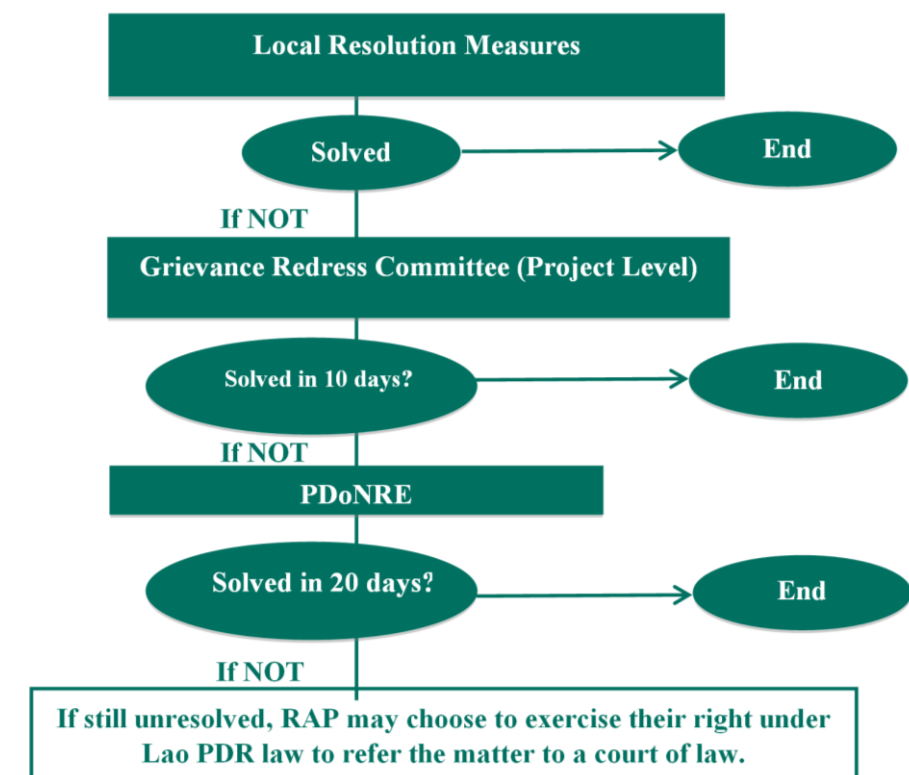 Local Resolution Measures
Solved
End
If NOT
Grievance Redress Committee (Project Level)
Solved in 10 days?
End
If NOT
PDoNRE
Solved in 20 days?
End
If NOT
If still unresolved, RAP may choose to exercise their right under
Lao PDR law to refer the matter to a court of law.